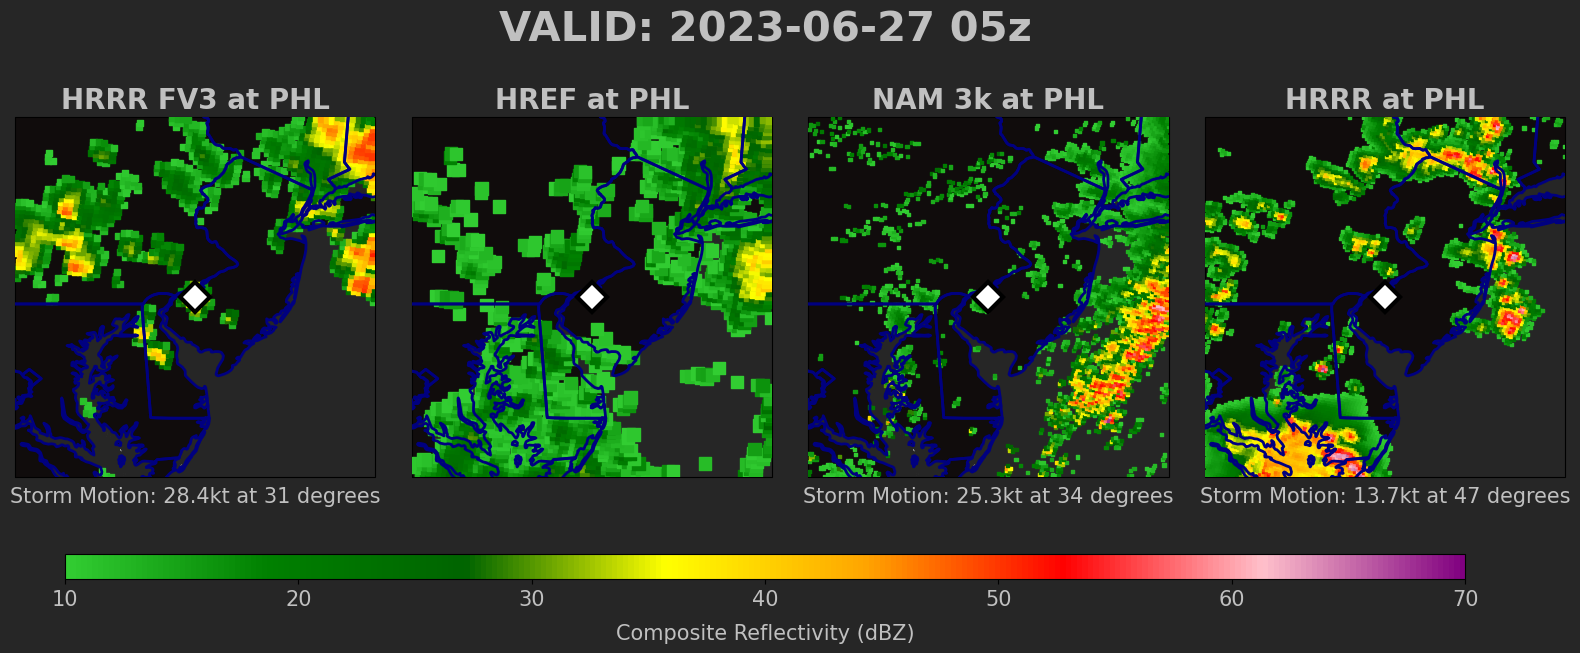 VALID: 2023-06-27 05z
HRRR FV3 at PHL
HREF at PHL
NAM 3k at PHL
HRRR at PHL
Storm Motion: 28.4kt at 31 degrees
Storm Motion: 25.3kt at 34 degrees
Storm Motion: 13.7kt at 47 degrees
10 20 30 40 50 60 70
Composite Reflectivity (dBZ)